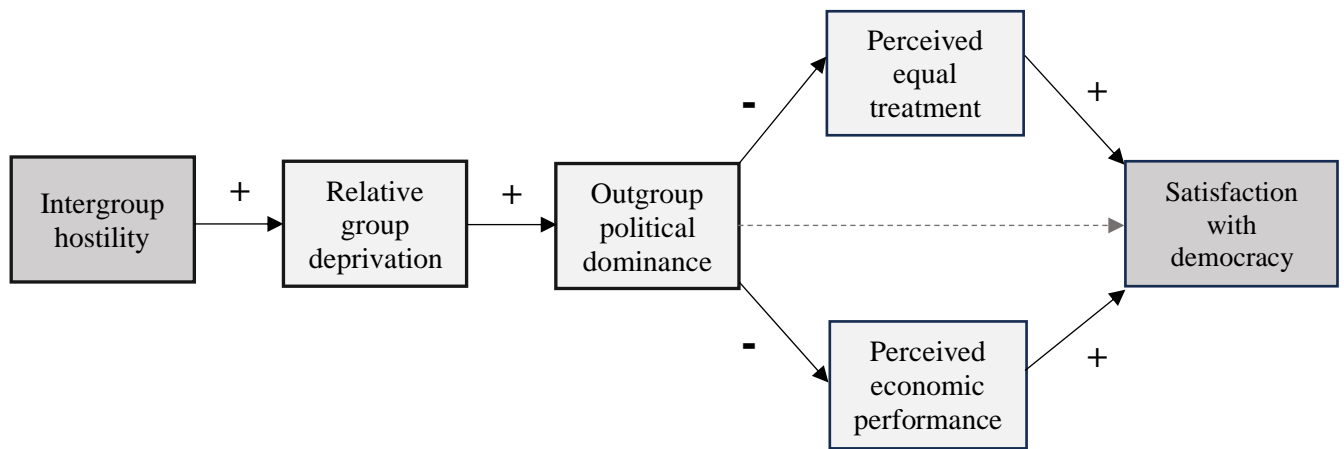 Intergroup
hostility
+
Relative
group
deprivation
+
Outgroup
political
dominance
-
Perceived
equal
treatment
+
-
Perceived
economic
performance
+
Satisfaction
with
democracy